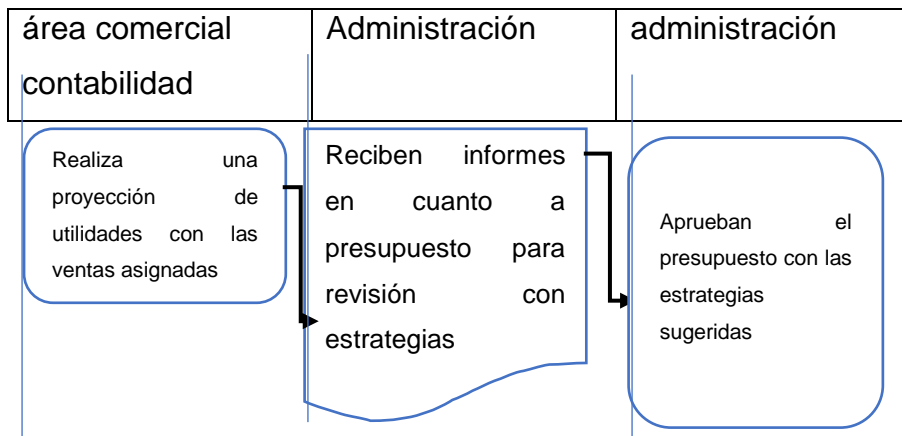 área comercial
contabilidad
Administración
administración
Realiza una
proyección de
utilidades con las
ventas asignadas
Reciben informes
en cuanto a
presupuesto para
revisión con
estrategias
Aprueban el
presupuesto con las
estrategias
sugeridas